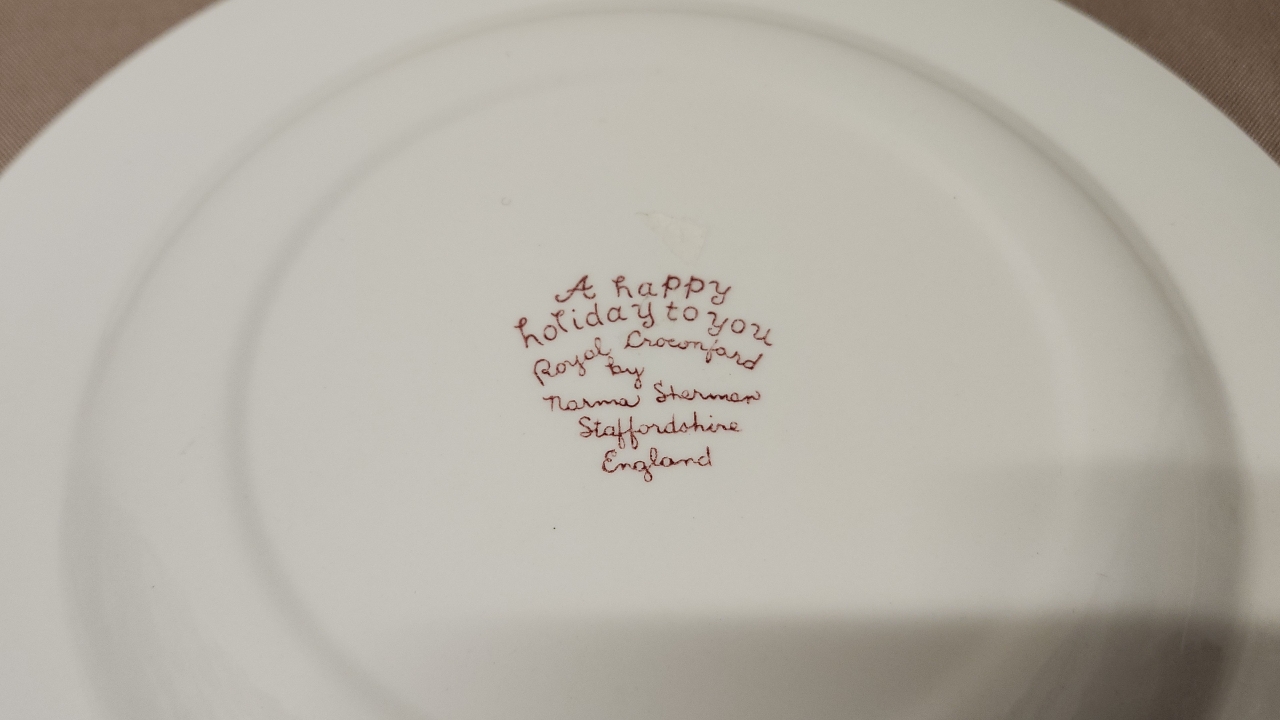 A happy
holiday to you
Royal Crownford
by
Norma Sherman
Staffordshire
England